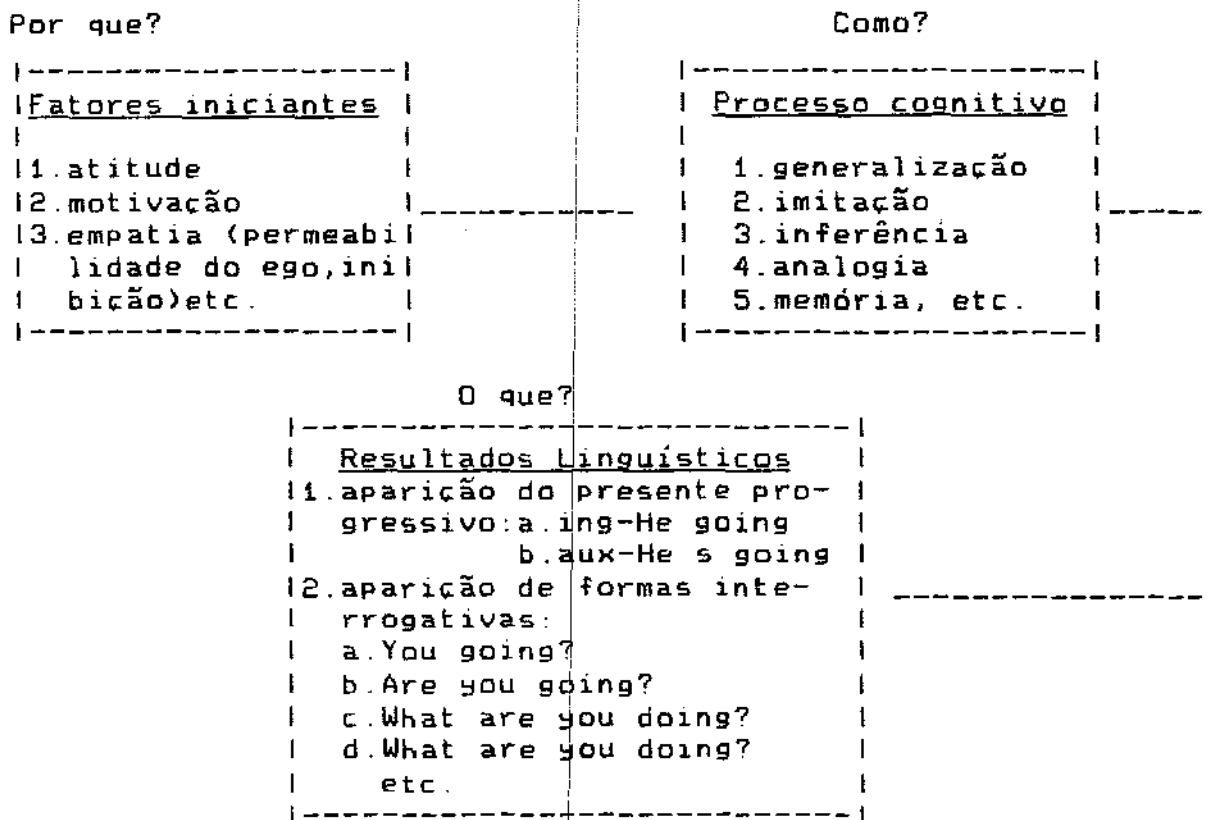 Por que?
Fatores iniciantes
1.atitude
2.motivação
3.empatia (permeabi
lidade do ego,ini
bição)etc.
Como?
Processo cognitivo
1.generalização
2.imitação
3.inferência
4.analogia
5.memória, etc.
O que?
Resultados Linguísticos
1.aparição do presente pro-
gressivo:a.ing-He going
b.aux-He s going
2.aparição de formas inte-
rrogativas:
a.You going?
b.Are you going?
c.What are you doing?
d.What are you doing?
etc.